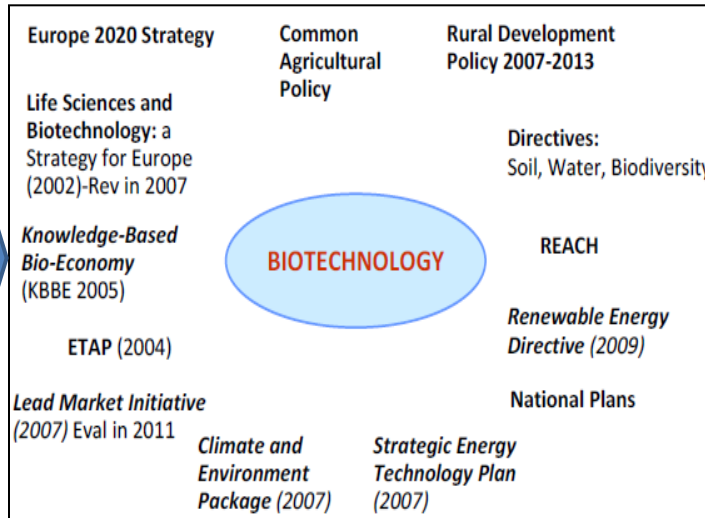 Europe 2020 Strategy
Common
Agricultural
Policy
Rural Development
Policy 2007-2013
Life Sciences and
Biotechnology: a
Strategy for Europe
(2002)-Rev in 2007
Directives:
Soil, Water, Biodiversity
Knowledge-Based
Bio-Economy
(KBBE 2005)
BIOTECHNOLOGY
REACH
ETAP (2004)
Renewable Energy
Directive (2009)
Lead Market Initiative
(2007) Eval in 2011
National Plans
Climate and
Environment
Package (2007)
Strategic Energy
Technology Plan
(2007)